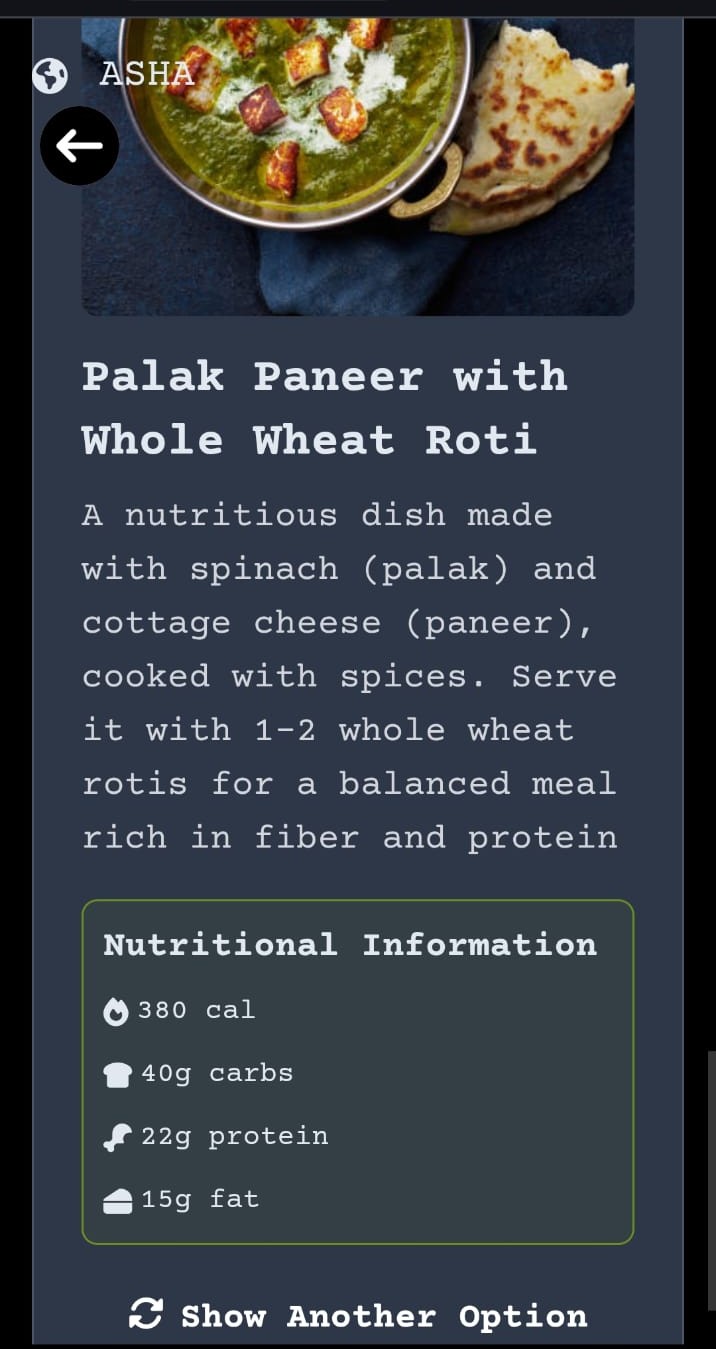 ASHA
Palak Paneer with
Whole Wheat Roti
A nutritious dish made
with spinach (palak) and
cottage cheese (paneer),
cooked with spices. Serve
it with 1-2 whole wheat
rotis for a balanced meal
rich in fiber and protein
Nutritional Information
380 cal
40g carbs
22g protein
15g fat
Show Another Option